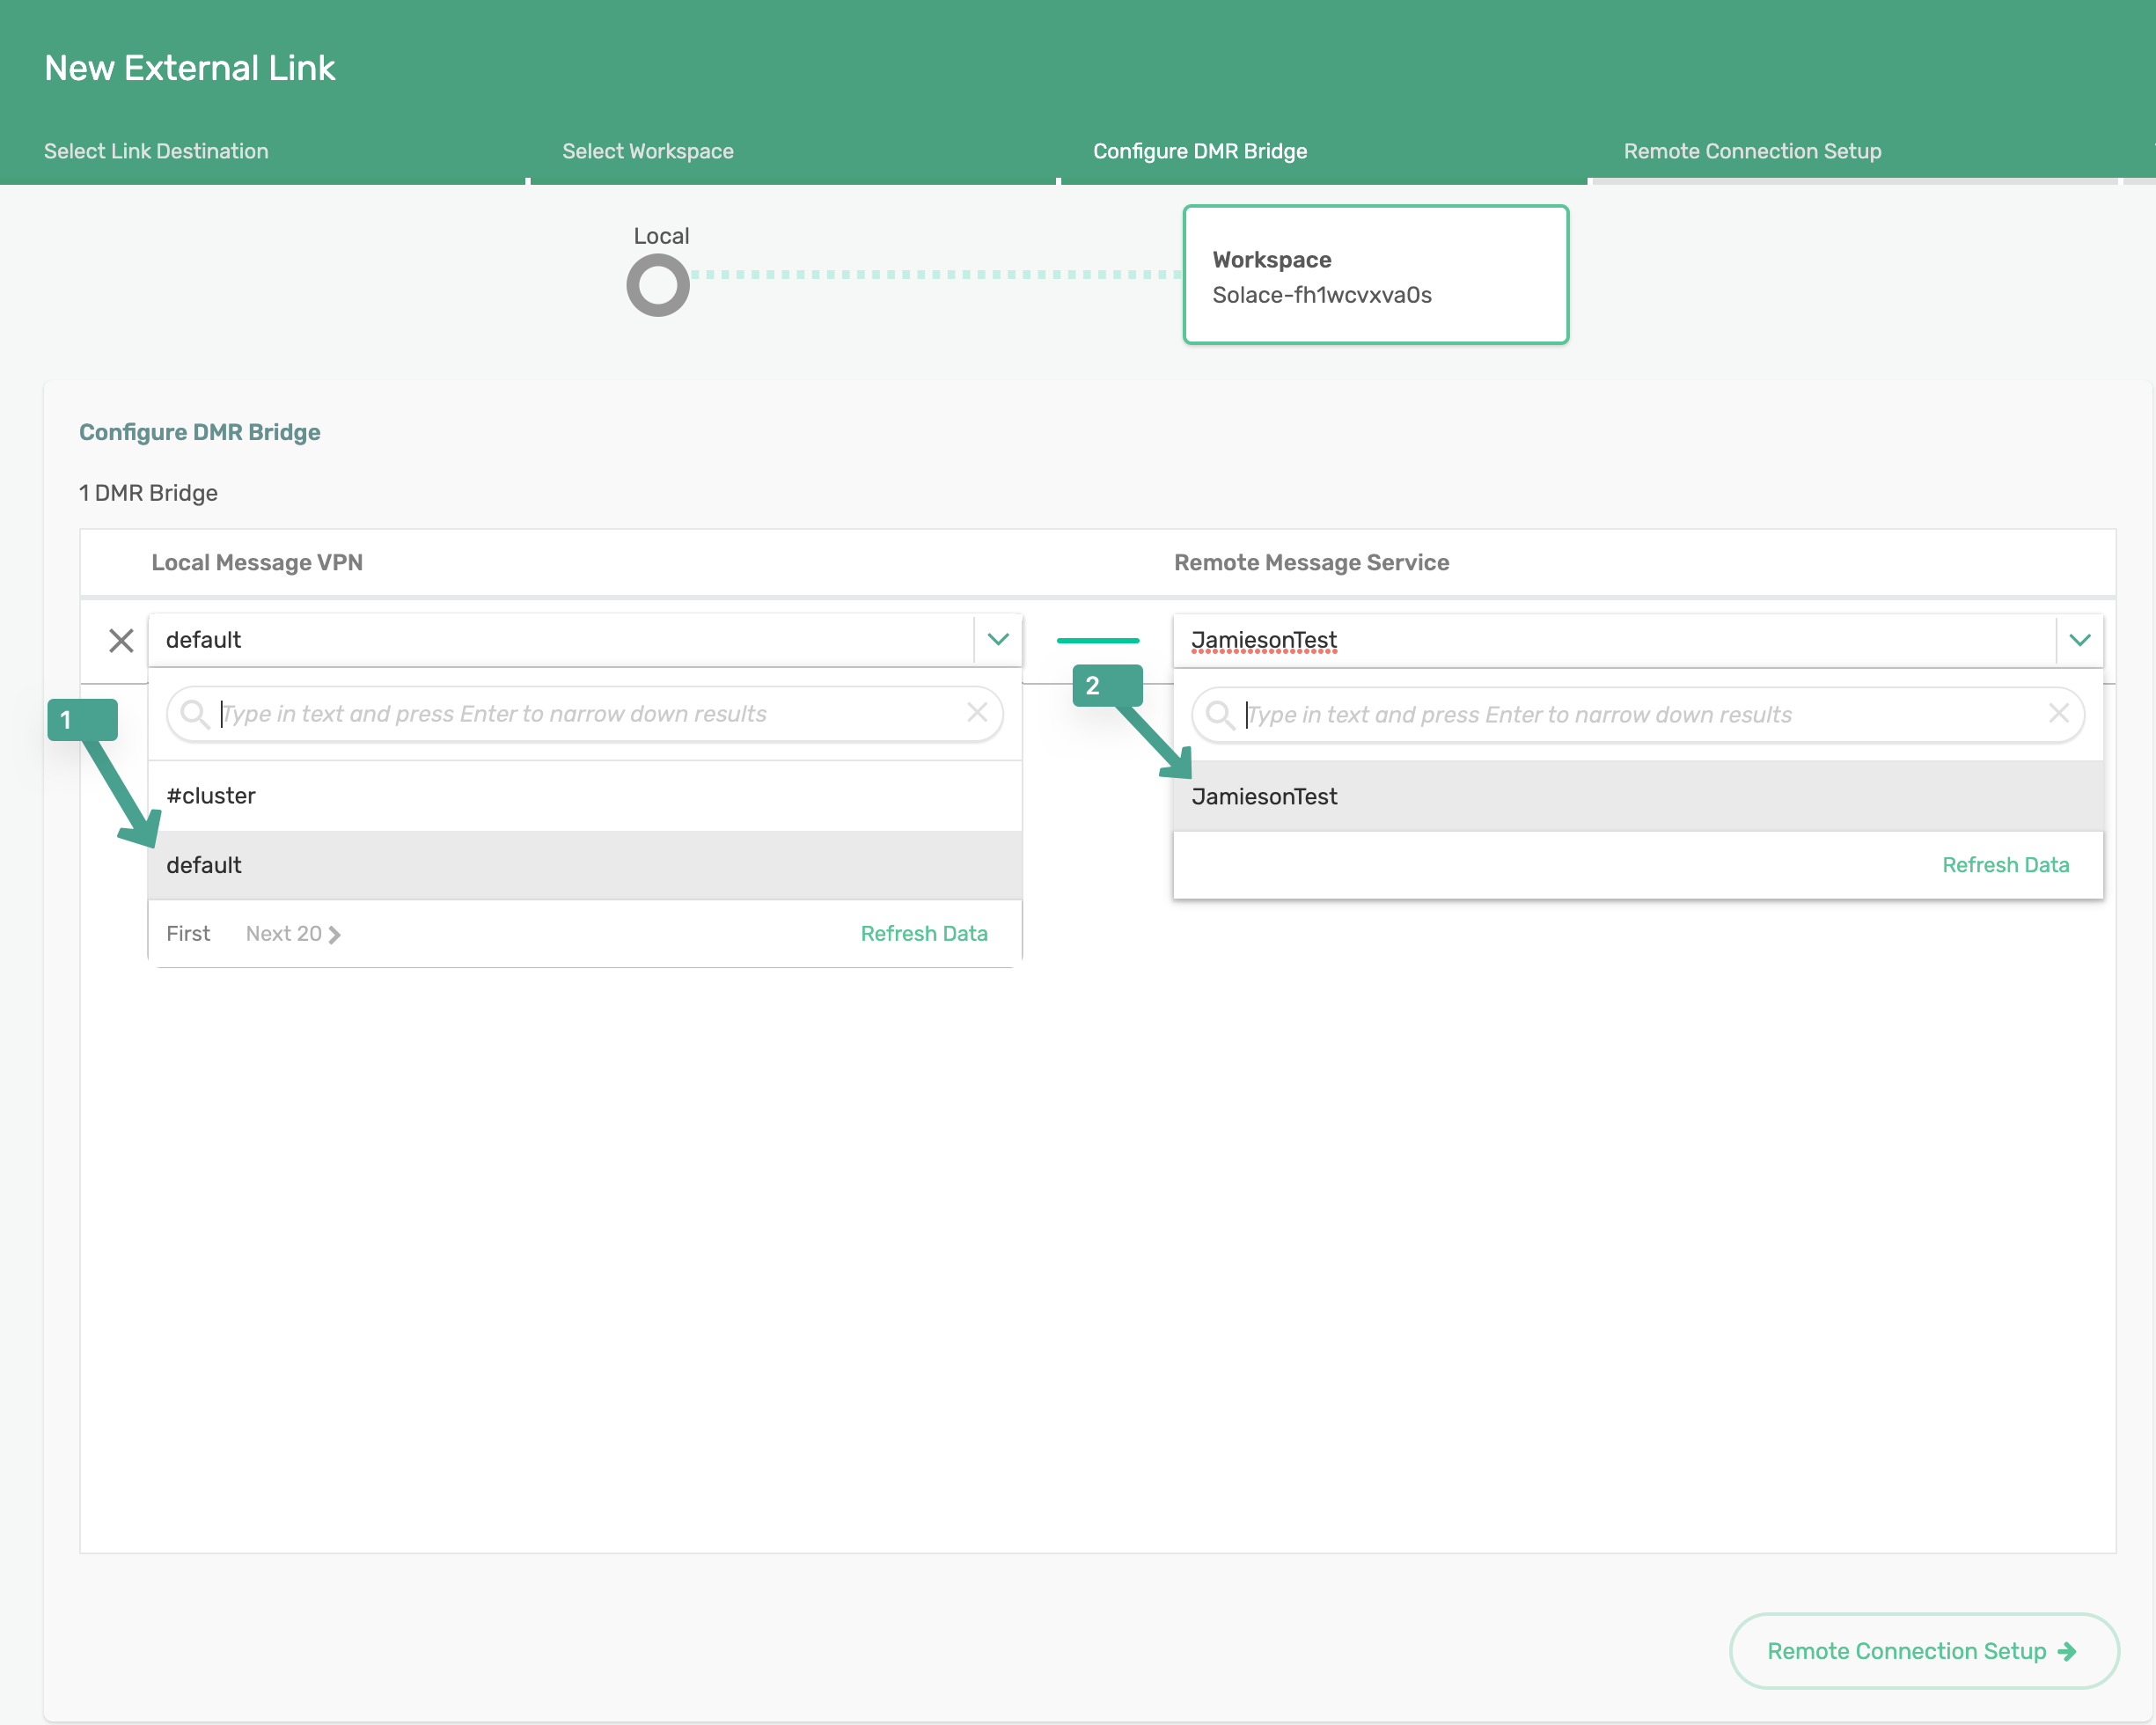 New External Link
Select Link Destination
Select Workspace
Configure DMR Bridge
Remote Connection Setup
Local
Workspace
Solace-fh1wcvxva0s
Configure DMR Bridge
1 DMR Bridge
Local Message VPN
Remote Message Service
default
JamiesonTest
1
2
Type in text and press Enter to narrow down results
Type in text and press Enter to narrow down results
#cluster
JamiesonTest
default
Refresh Data
First
Next 20
Refresh Data
Remote Connection Setup